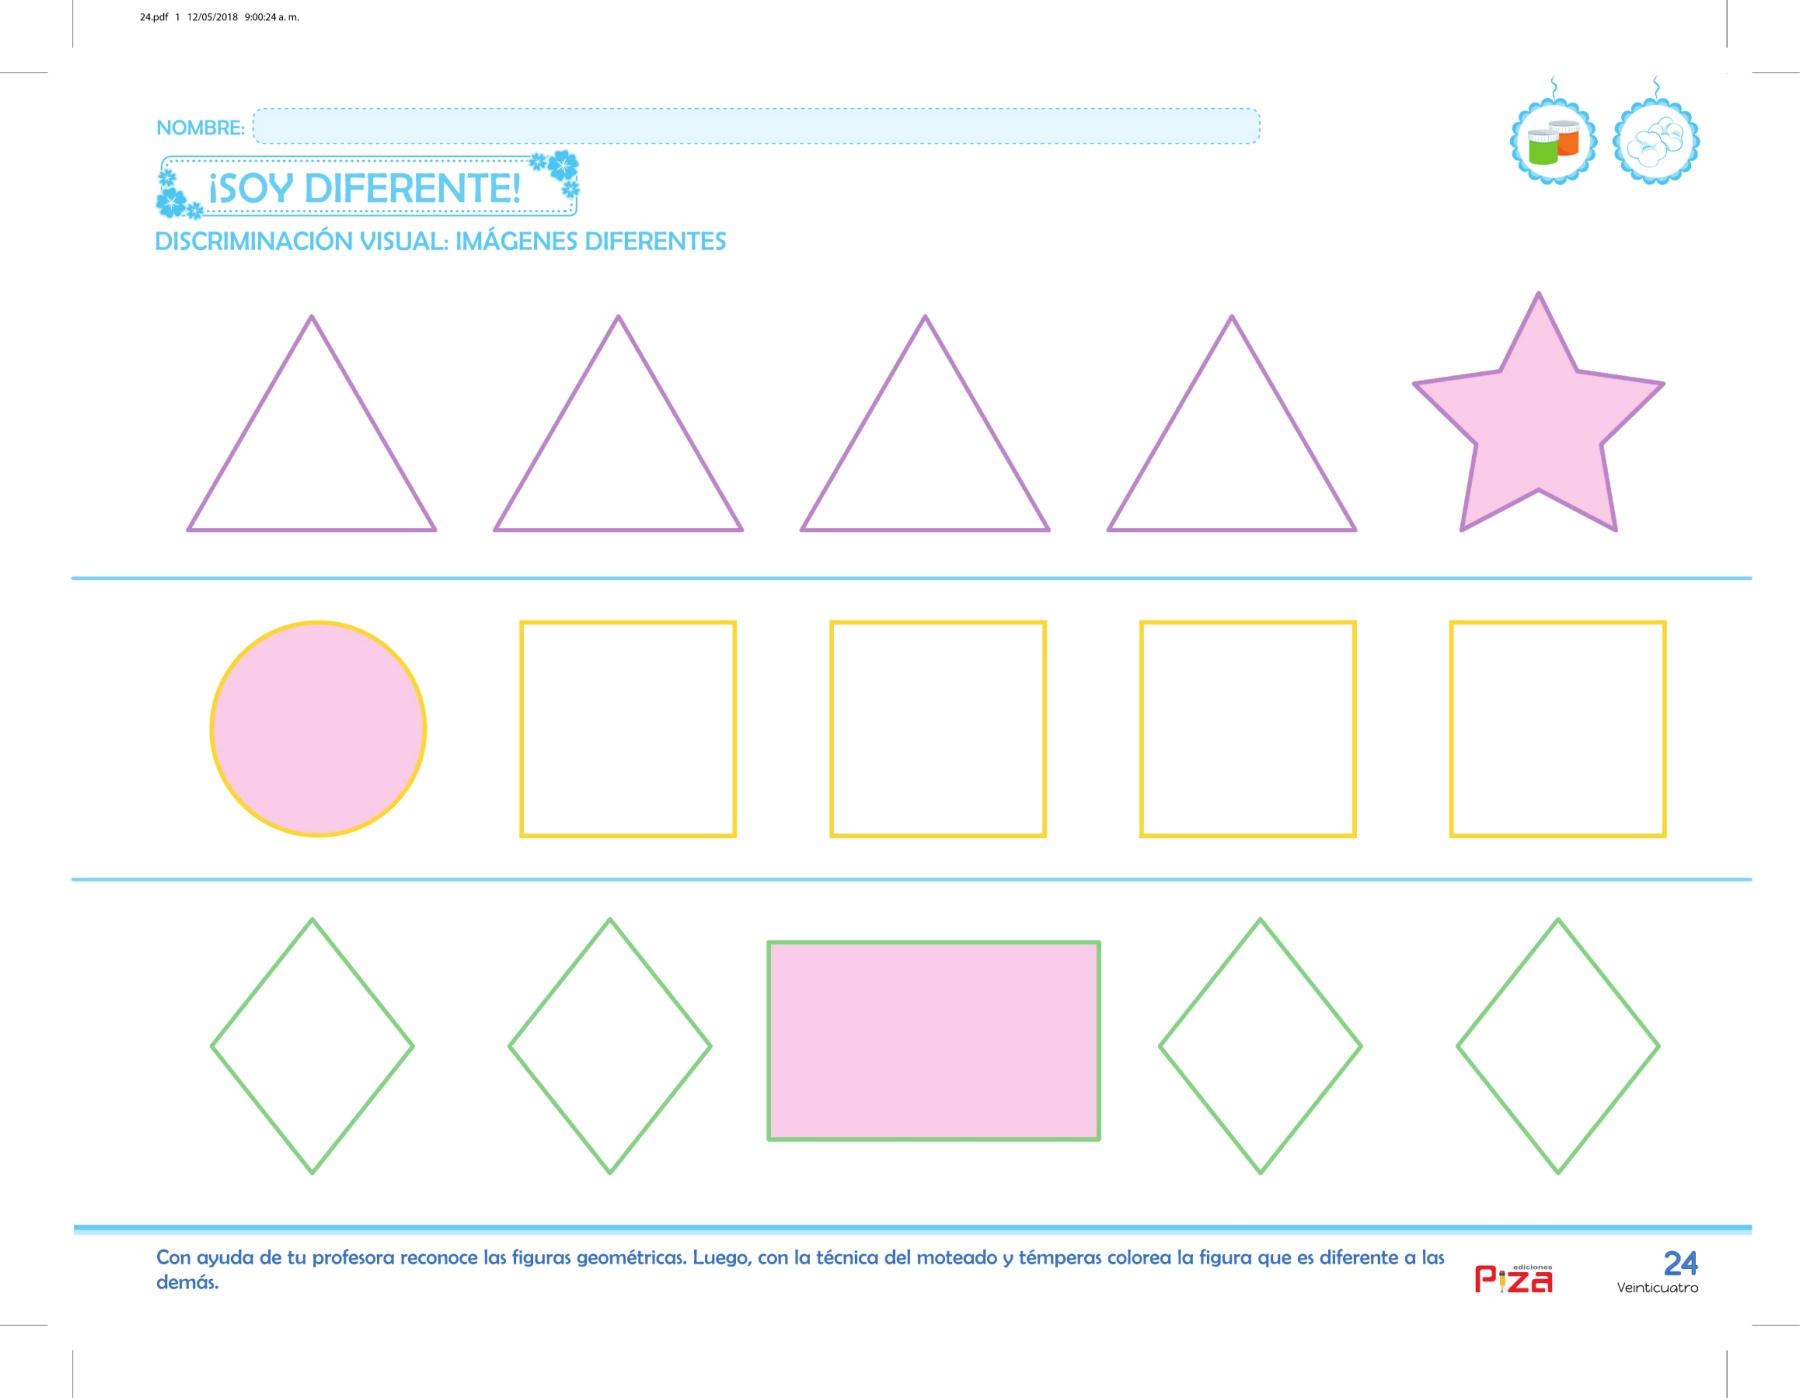 24.pdf 1 12/05/2018 9:00:24 a. m.
NOMBRE:
¡SOY DIFERENTE!
DISCRIMINACIÓN VISUAL: IMÁGENES DIFERENTES
Con ayuda de tu profesora reconoce las figuras geométricas. Luego, con la técnica del moteado y témperas colorea la figura que es diferente a las
demás.
ediciones
Piza
24
Veinticuatro